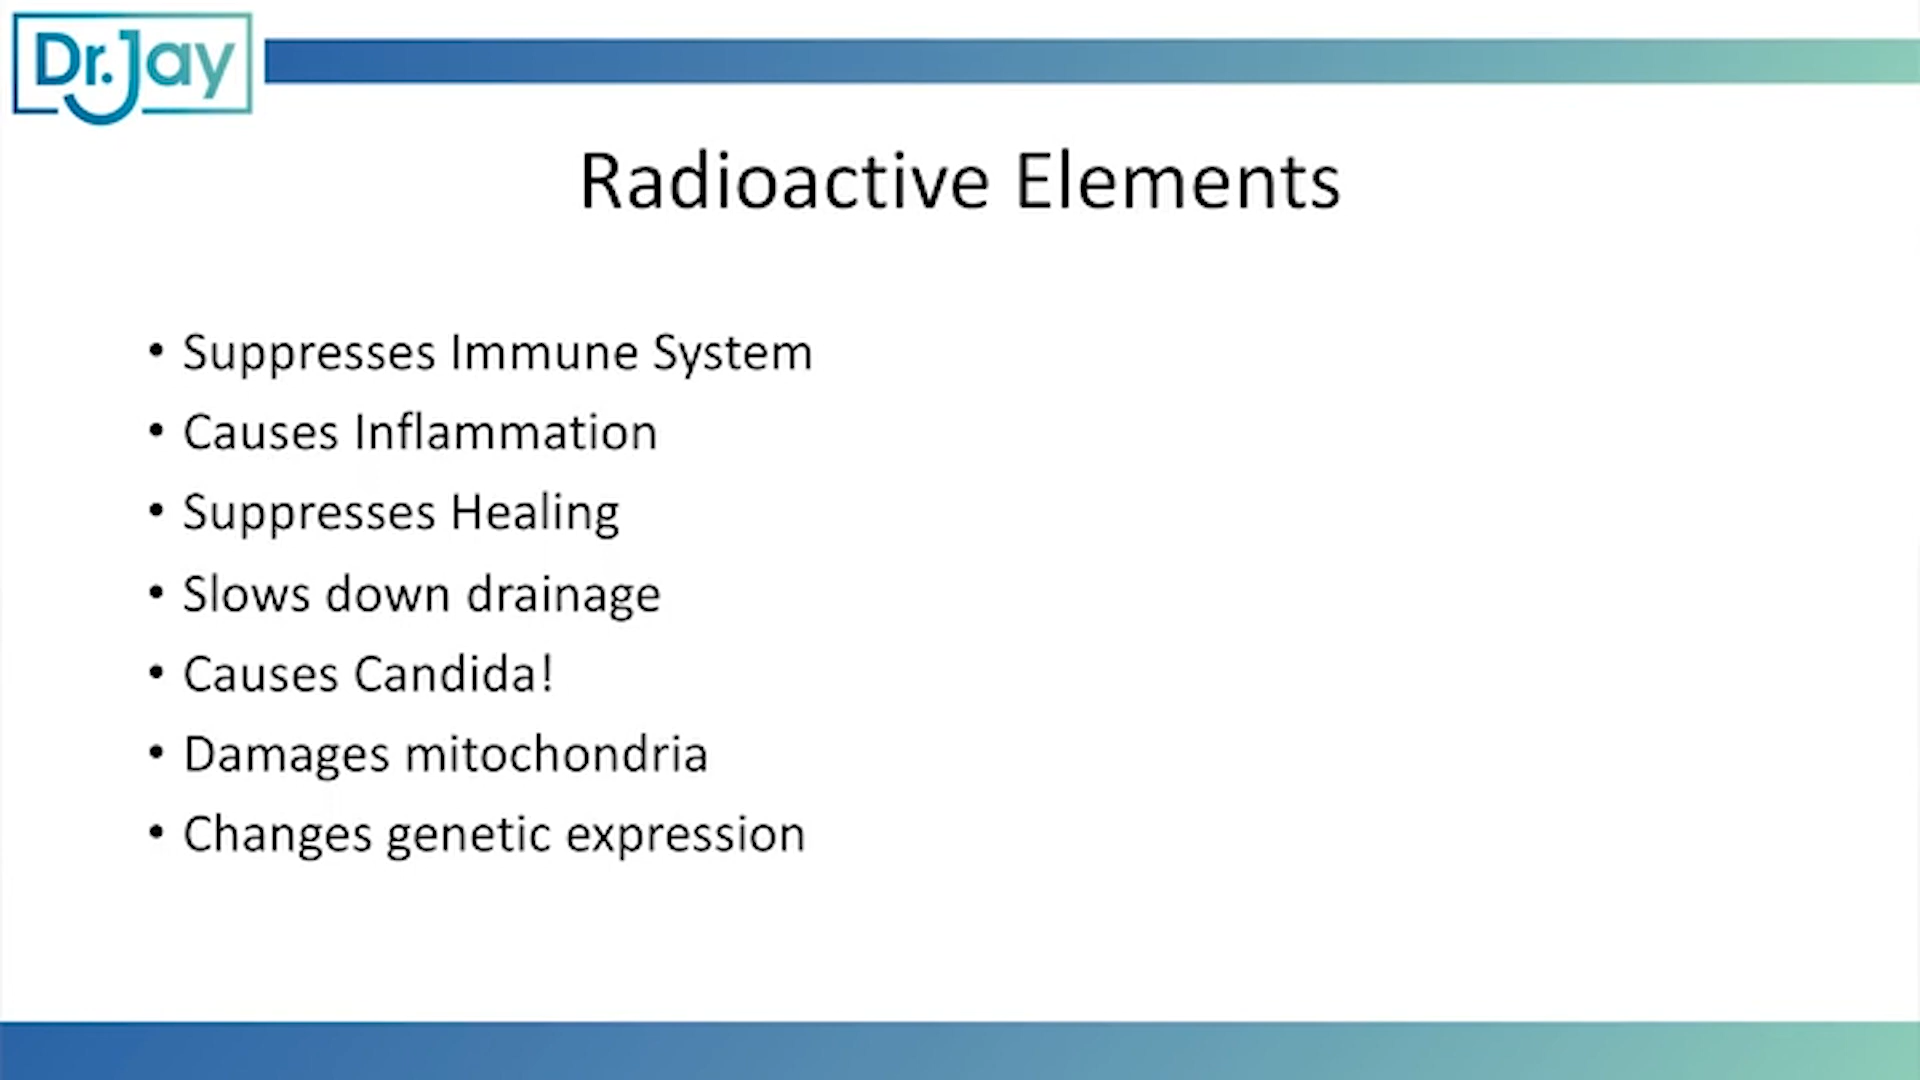 Dr. Jay
Radioactive Elements
• Suppresses Immune System
• Causes Inflammation
• Suppresses Healing
• Slows down drainage
• Causes Candida!
• Damages mitochondria
• Changes genetic expression